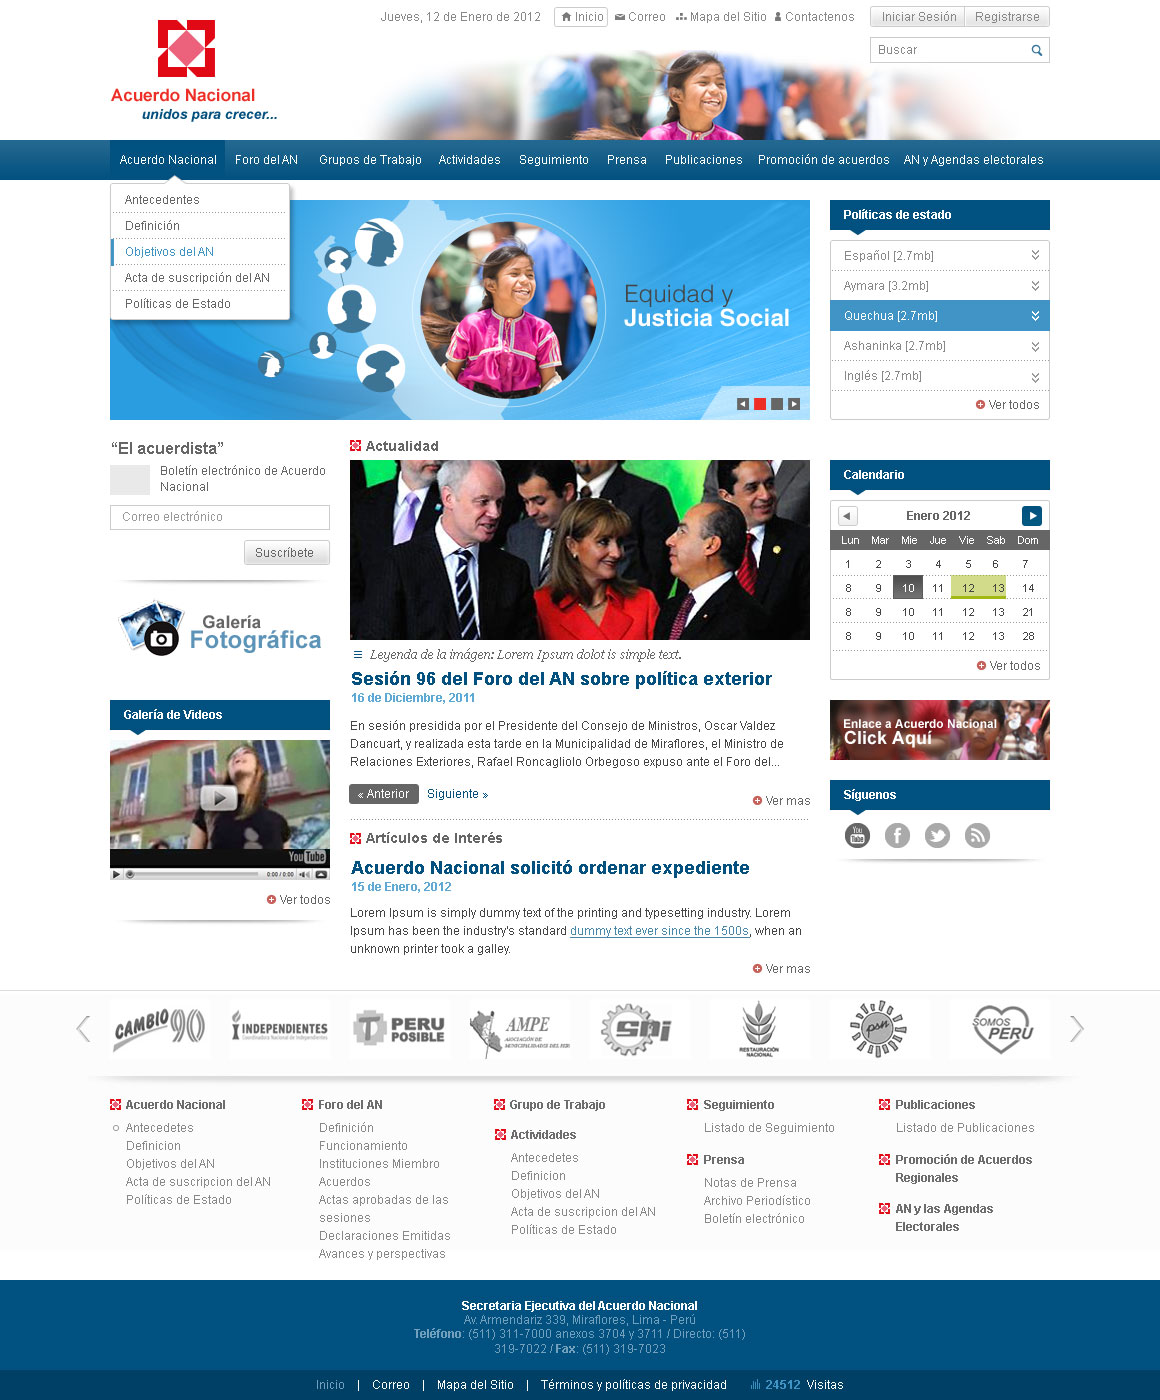 Jueves, 12 de Enero de 2012
Inicio
Correo
Mapa del Sitio
Contactenos
Iniciar Sesión
Registrarse
Buscar
Acuerdo Nacional
unidos para crecer...
Acuerdo Nacional
Foro del AN
Grupos de Trabajo
Actividades
Seguimiento
Prensa
Publicaciones
Promoción de acuerdos
AN y Agendas electorales
Antecedentes
Definición
Objetivos del AN
Acta de suscripción del AN
Políticas de Estado
Equidad y
Justicia Social
Políticas de estado
Español [2.7mb]
Aymara [3.2mb]
Quechua [2.7mb]
Ashaninka [2.7mb]
Inglés [2.7mb]
Ver todos
“El acuerdista”
Boletín electrónico de Acuerdo
Nacional
Correo electrónico
Suscríbete
Galería
Fotográfica
Galería de Videos
YouTube
0:00 / 0:00
Ver todos
Actualidad
Leyenda de la imágen: Lorem Ipsum dolot is simple text.
Sesión 96 del Foro del AN sobre política exterior
16 de Diciembre, 2011
En sesión presidida por el Presidente del Consejo de Ministros, Oscar Valdez
Dancuart, y realizada esta tarde en la Municipalidad de Miraflores, el Ministro de
Relaciones Exteriores, Rafael Roncagliolo Orbegoso expuso ante el Foro del...
« Anterior
Siguiente »
Ver mas
Artículos de Interés
Acuerdo Nacional solicitó ordenar expediente
15 de Enero, 2012
Lorem Ipsum is simply dummy text of the printing and typesetting industry. Lorem
Ipsum has been the industry's standard dummy text ever since the 1500s, when an
unknown printer took a galley.
Ver mas
Calendario
Enero 2012
Lun Mar Mie Jue Vie Sab Dom
1 2 3 4 5 6 7
8 9 10 11 12 13 14
8 9 10 11 12 13 21
8 9 10 11 12 13 28
Ver todos
Enlace a Acuerdo Nacional
Click Aquí
Síguenos
You
Tube
CAMBIO 90
INDEPENDIENTES
Coordinadora Nacional de Independientes
T PERU
POSIBLE
AMPE
ASOCIACIÓN DE
MUNICIPALIDADES DEL PERÚ
SNI
RESTAURACIÓN
NACIONAL
psn
SOMOS
PERU
Acuerdo Nacional
Antecedetes
Definicion
Objetivos del AN
Acta de suscripcion del AN
Políticas de Estado
Foro del AN
Definición
Funcionamiento
Instituciones Miembro
Acuerdos
Actas aprobadas de las
sesiones
Declaraciones Emitidas
Avances y perspectivas
Grupo de Trabajo
Actividades
Antecedetes
Definicion
Objetivos del AN
Acta de suscripcion del AN
Políticas de Estado
Seguimiento
Listado de Seguimiento
Prensa
Notas de Prensa
Archivo Periodístico
Boletín electrónico
Publicaciones
Listado de Publicaciones
Promoción de Acuerdos
Regionales
AN y las Agendas
Electorales
Secretaria Ejecutiva del Acuerdo Nacional
Av. Armendariz 339, Miraflores, Lima - Perú
Teléfono: (511) 311-7000 anexos 3704 y 3711 / Directo: (511)
319-7022 / Fax: (511) 319-7023
Inicio | Correo | Mapa del Sitio | Términos y políticas de privacidad
24512 Visitas